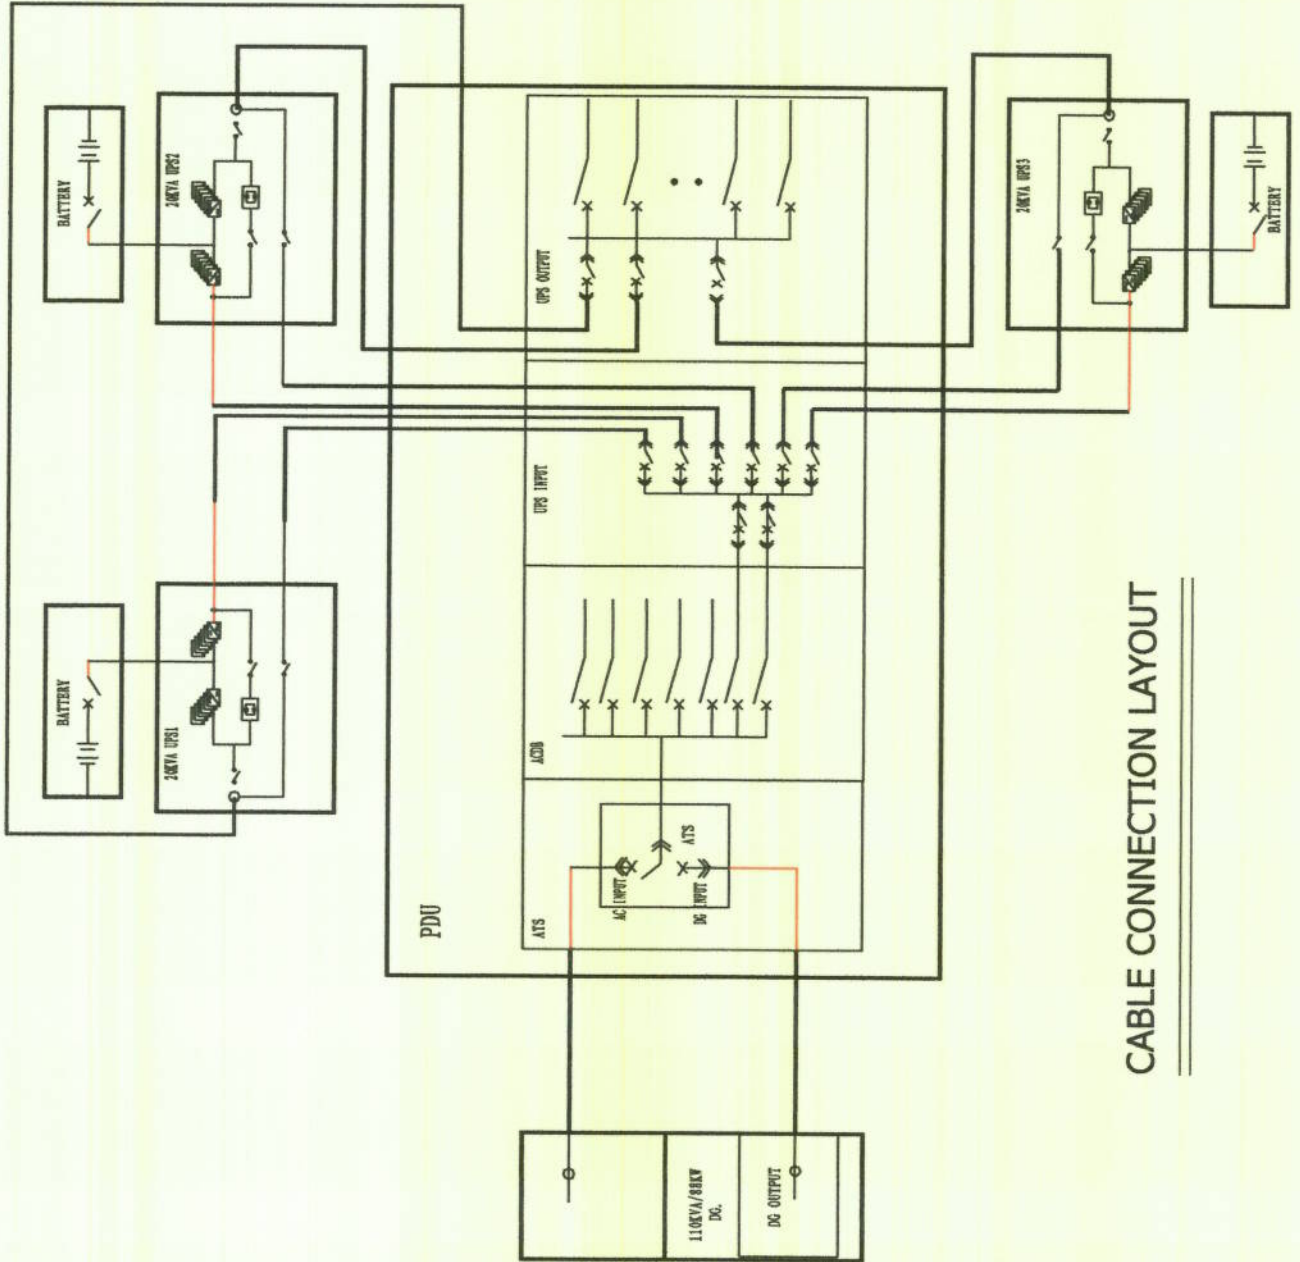 BATTERY
20KVA UPS2
BATTERY
20KVA UPS1
PDU
UPS OUTPUT
UPS INPUT
ACDB
ATS
AC INPUT
ATS
DG INPUT
110KVA/88KW
DG.
DG OUTPUT
20KVA UPS3
BATTERY
CABLE CONNECTION LAYOUT